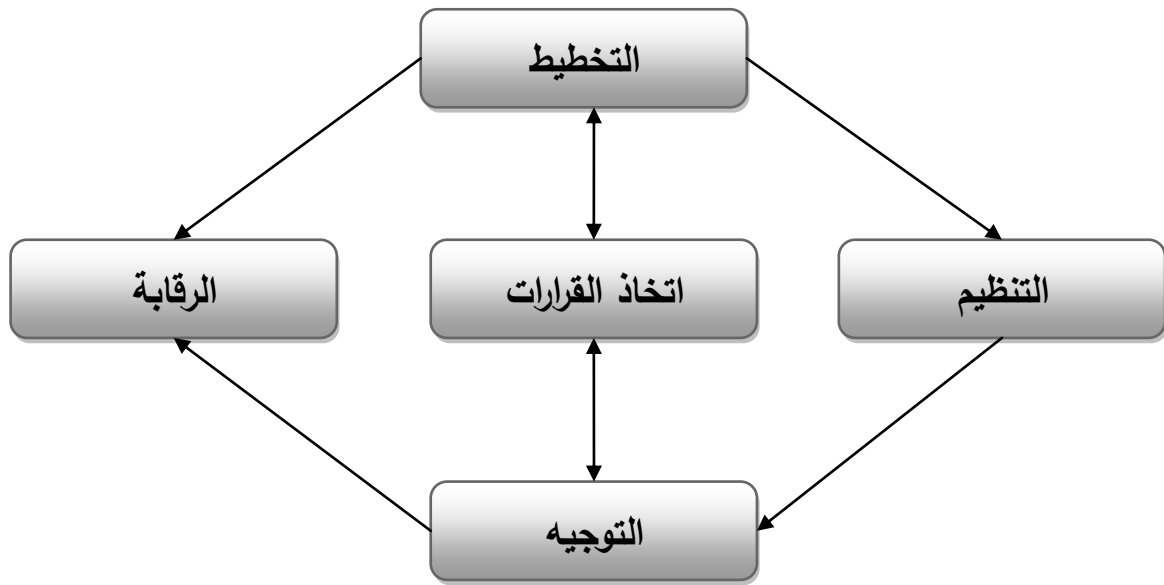 التخطيط
التنظيم
اتخاذ القرارات
الرقابة
التوجيه